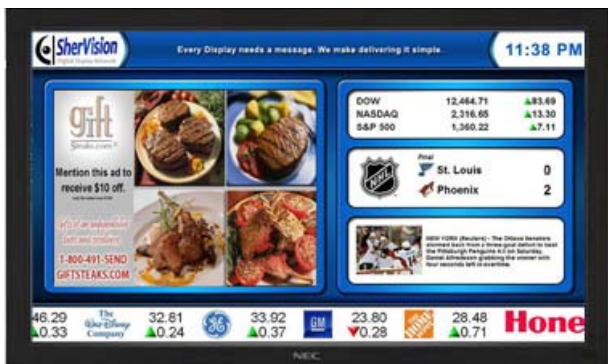 SherVision
Digital Display Network
Every Display needs a message. We make delivering it simple.
11:38 PM
gift
Steaks.com
Mention this ad to
receive $10 off.
1-800-491-SEND
GIFTSTEAKS.COM
DOW 12,464.71 ▲83.69
NASDAQ 2,316.65 ▲13.30
S&P 500 1,360.22 ▲7.11
NHL
Final
St. Louis 0
Phoenix 2
NEW YORK (Reuters) - The Ottawa Senators
stormed back from a three-goal deficit to beat
the Pittsburgh Penguins 4-3 on Saturday,
Daniel Alfredsson grabbing the winner with
four seconds left in overtime.
46.29
▲0.33
The
Walt Disney
Company
32.81
▲0.24
GE
33.92
▲0.37
GM
23.80
▼0.28
THE HOME DEPOT
28.48
▲0.71
Hone
NEC